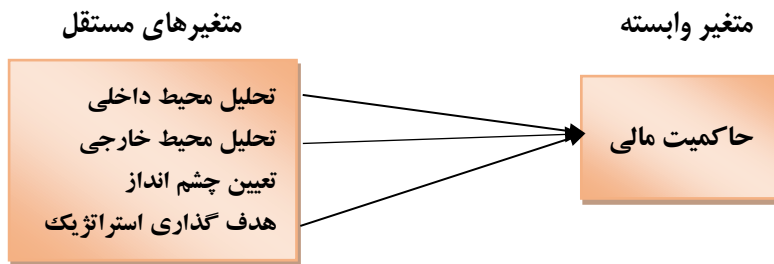 متغیر وابسته
متغیرهای مستقل
حاکمیت مالی
تحلیل محیط داخلی
تحلیل محیط خارجی
تعیین چشم انداز
هدف گذاری استراتژیک